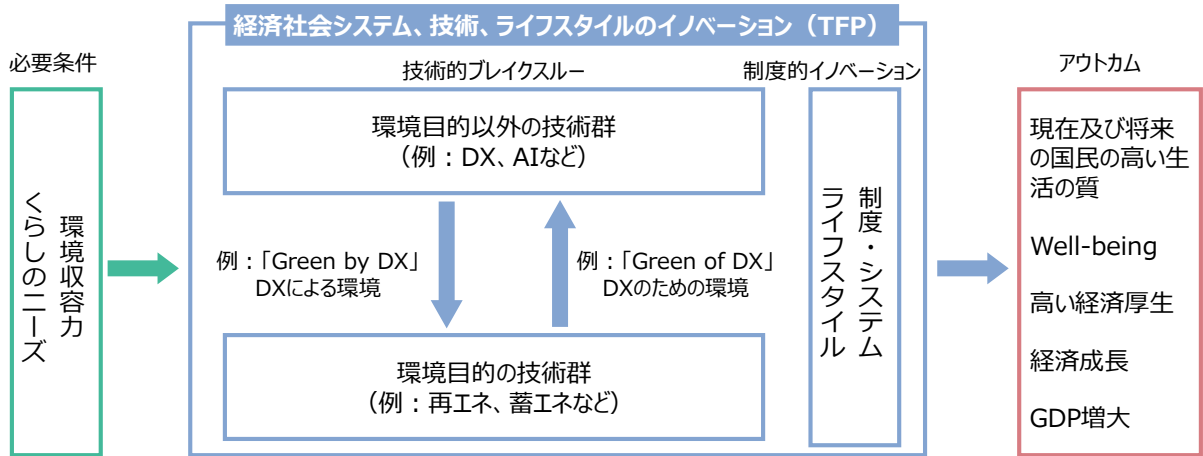 経済社会システム、技術、ライフスタイルのイノベーション（TFP）
必要条件
環境収容力
くらしのニーズ
技術的ブレイクスルー
環境目的以外の技術群
（例：DX、AIなど）
例：「Green by DX」
DXによる環境
例：「Green of DX」
DXのための環境
環境目的の技術群
（例：再エネ、蓄エネなど）
制度的イノベーション
制度・システム
ライフスタイル
アウトカム
現在及び将来
の国民の高い生
活の質
Well-being
高い経済厚生
経済成長
GDP増大